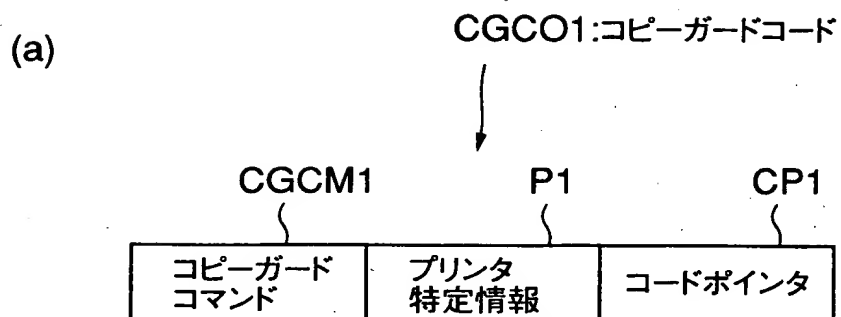 (a)
CGCO1:コピーガードコード
CGCM1
P1
CP1
コピーガード
コマンド
プリンタ
特定情報
コードポインタ